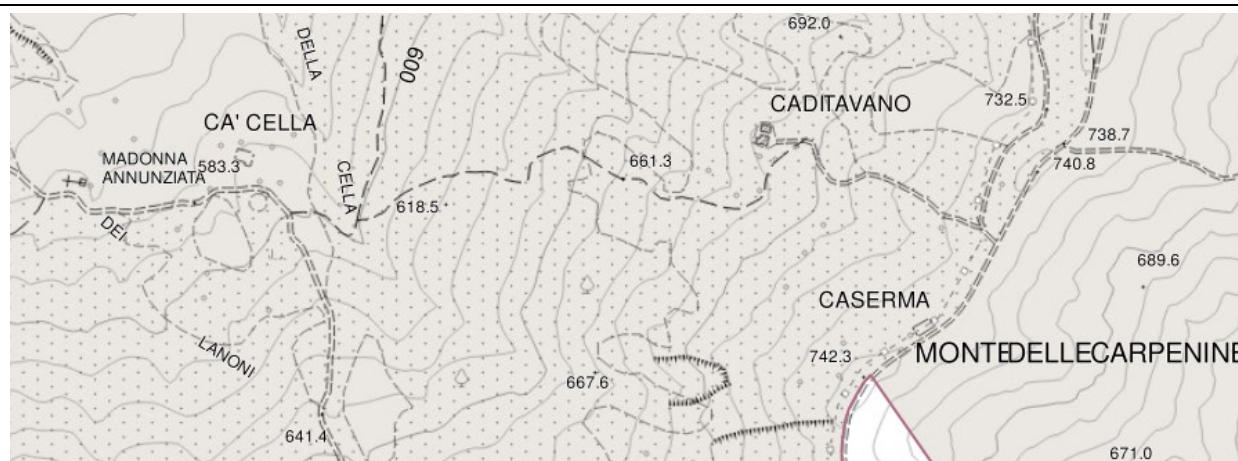 692.0
DELLA
600
CADITAVANO
732.5
CA' CELLA
738.7
MADONNA
ANNUNZIATA
583.3
661.3
740.8
CELLA
618.5
DEI
689.6
CASERMA
LANONI
742.3
MONTEDELLECARPENINE
667.6
641.4
671.0